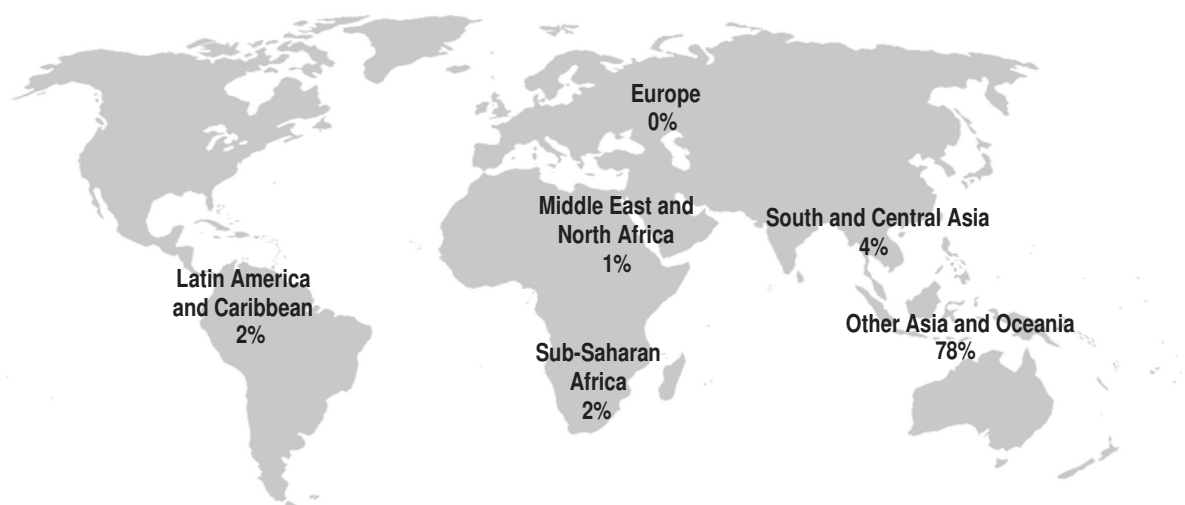 Europe
0%
Middle East and
North Africa
1%
South and Central Asia
4%
Latin America
and Caribbean
2%
Other Asia and Oceania
78%
Sub-Saharan
Africa
2%